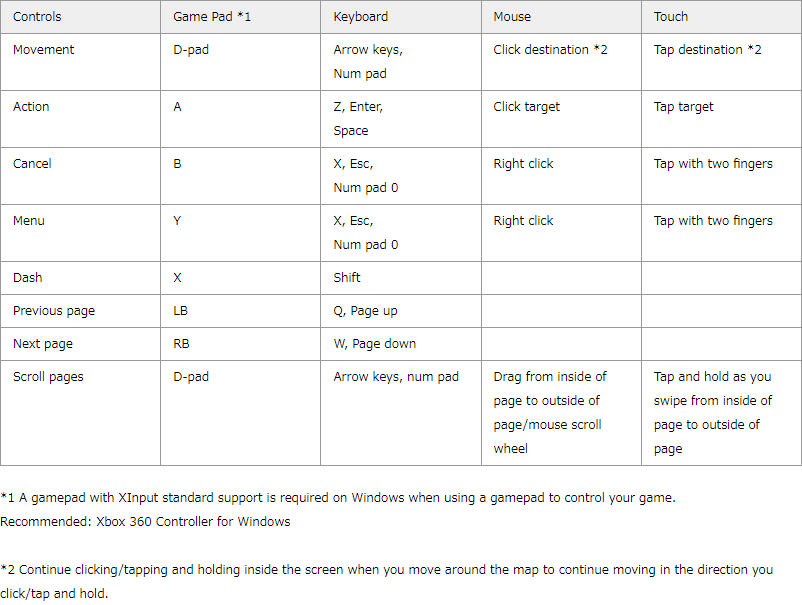 Controls Game Pad *1 Keyboard Mouse Touch
Movement D-pad Arrow keys, Click destination *2 Tap destination *2
Num pad
Action A Z, Enter, Click target Tap target
Space
Cancel B X, Esc, Right click Tap with two fingers
Num pad 0
Menu Y X, Esc, Right click Tap with two fingers
Num pad 0
Dash X Shift
Previous page LB Q, Page up
Next page RB W, Page down
Scroll pages D-pad Arrow keys, num pad Drag from inside of Tap and hold as you
page to outside of swipe from inside of
page/mouse scroll page to outside of
wheel page
*1 A gamepad with XInput standard support is required on Windows when using a gamepad to control your game.
Recommended: Xbox 360 Controller for Windows
*2 Continue clicking/tapping and holding inside the screen when you move around the map to continue moving in the direction you
click/tap and hold.